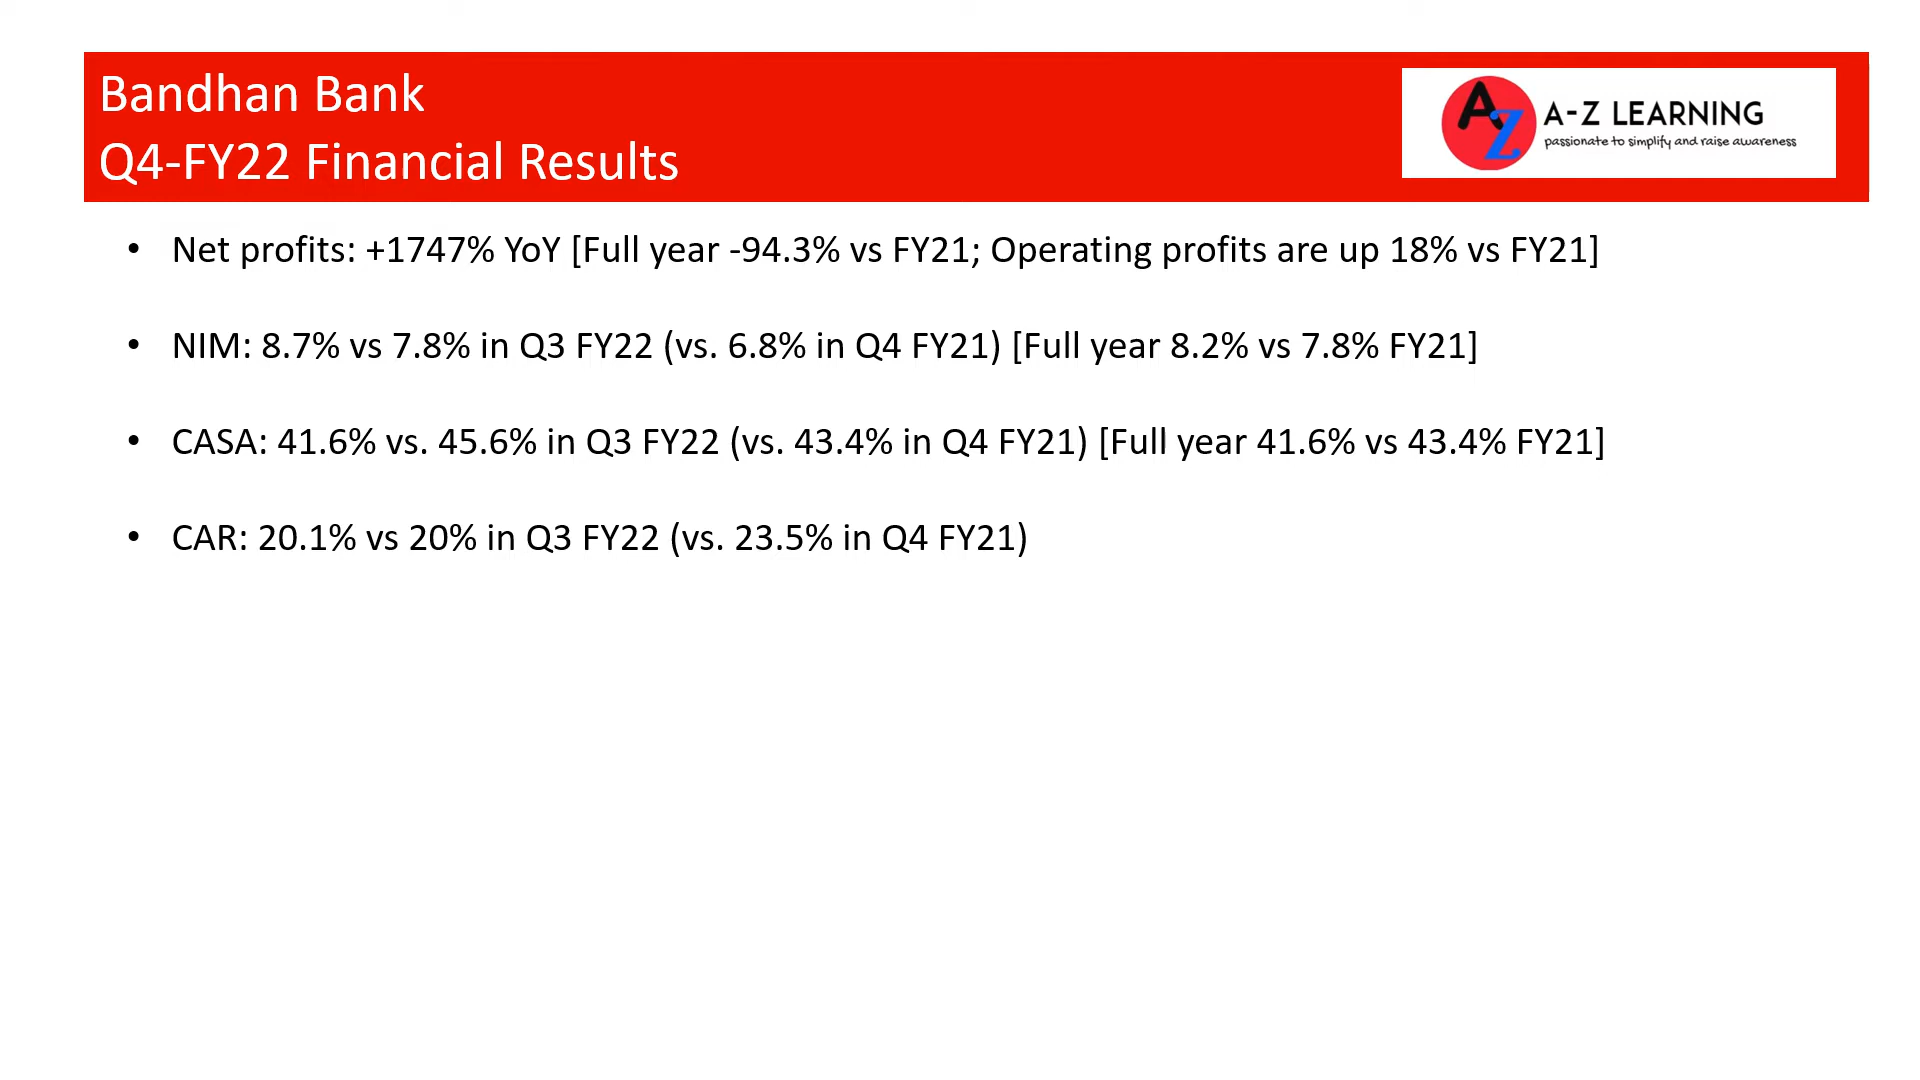 Bandhan Bank
Q4-FY22 Financial Results
AZ
A-Z LEARNING
passionate to simplify and raise awareness
• Net profits: +1747% YoY [Full year -94.3% vs FY21; Operating profits are up 18% vs FY21]
• NIM: 8.7% vs 7.8% in Q3 FY22 (vs. 6.8% in Q4 FY21) [Full year 8.2% vs 7.8% FY21]
• CASA: 41.6% vs. 45.6% in Q3 FY22 (vs. 43.4% in Q4 FY21) [Full year 41.6% vs 43.4% FY21]
• CAR: 20.1% vs 20% in Q3 FY22 (vs. 23.5% in Q4 FY21)